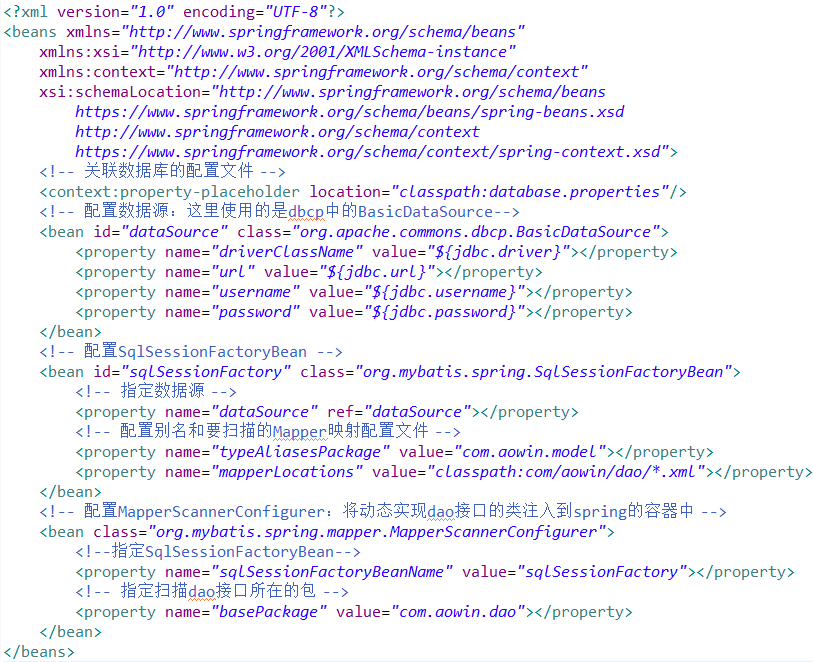 <?xml version="1.0" encoding="UTF-8"?>
<beans xmlns="http://www.springframework.org/schema/beans"
    xmlns:xsi="http://www.w3.org/2001/XMLSchema-instance"
    xmlns:context="http://www.springframework.org/schema/context"
    xsi:schemaLocation="http://www.springframework.org/schema/beans
        https://www.springframework.org/schema/beans/spring-beans.xsd
        http://www.springframework.org/schema/context
        https://www.springframework.org/schema/context/spring-context.xsd">
    <!-- 关联数据库的配置文件 -->
    <context:property-placeholder location="classpath:database.properties"/>
    <!-- 配置数据源：这里使用的是dbcp中的BasicDataSource-->
    <bean id="dataSource" class="org.apache.commons.dbcp.BasicDataSource">
        <property name="driverClassName" value="${jdbc.driver}"></property>
        <property name="url" value="${jdbc.url}"></property>
        <property name="username" value="${jdbc.username}"></property>
        <property name="password" value="${jdbc.password}"></property>
    </bean>
    <!-- 配置SqlSessionFactoryBean -->
    <bean id="sqlSessionFactory" class="org.mybatis.spring.SqlSessionFactoryBean">
        <!-- 指定数据源 -->
        <property name="dataSource" ref="dataSource"></property>
        <!-- 配置别名和要扫描的Mapper映射配置文件 -->
        <property name="typeAliasesPackage" value="com.aowin.model"></property>
        <property name="mapperLocations" value="classpath:com/aowin/dao/*.xml"></property>
    </bean>
    <!-- 配置MapperScannerConfigurer：将动态实现dao接口的类注入到spring的容器中 -->
    <bean class="org.mybatis.spring.mapper.MapperScannerConfigurer">
        <!--指定SqlSessionFactoryBean-->
        <property name="sqlSessionFactoryBeanName" value="sqlSessionFactory"></property>
        <!-- 指定扫描dao接口所在的包 -->
        <property name="basePackage" value="com.aowin.dao"></property>
    </bean>
</beans>